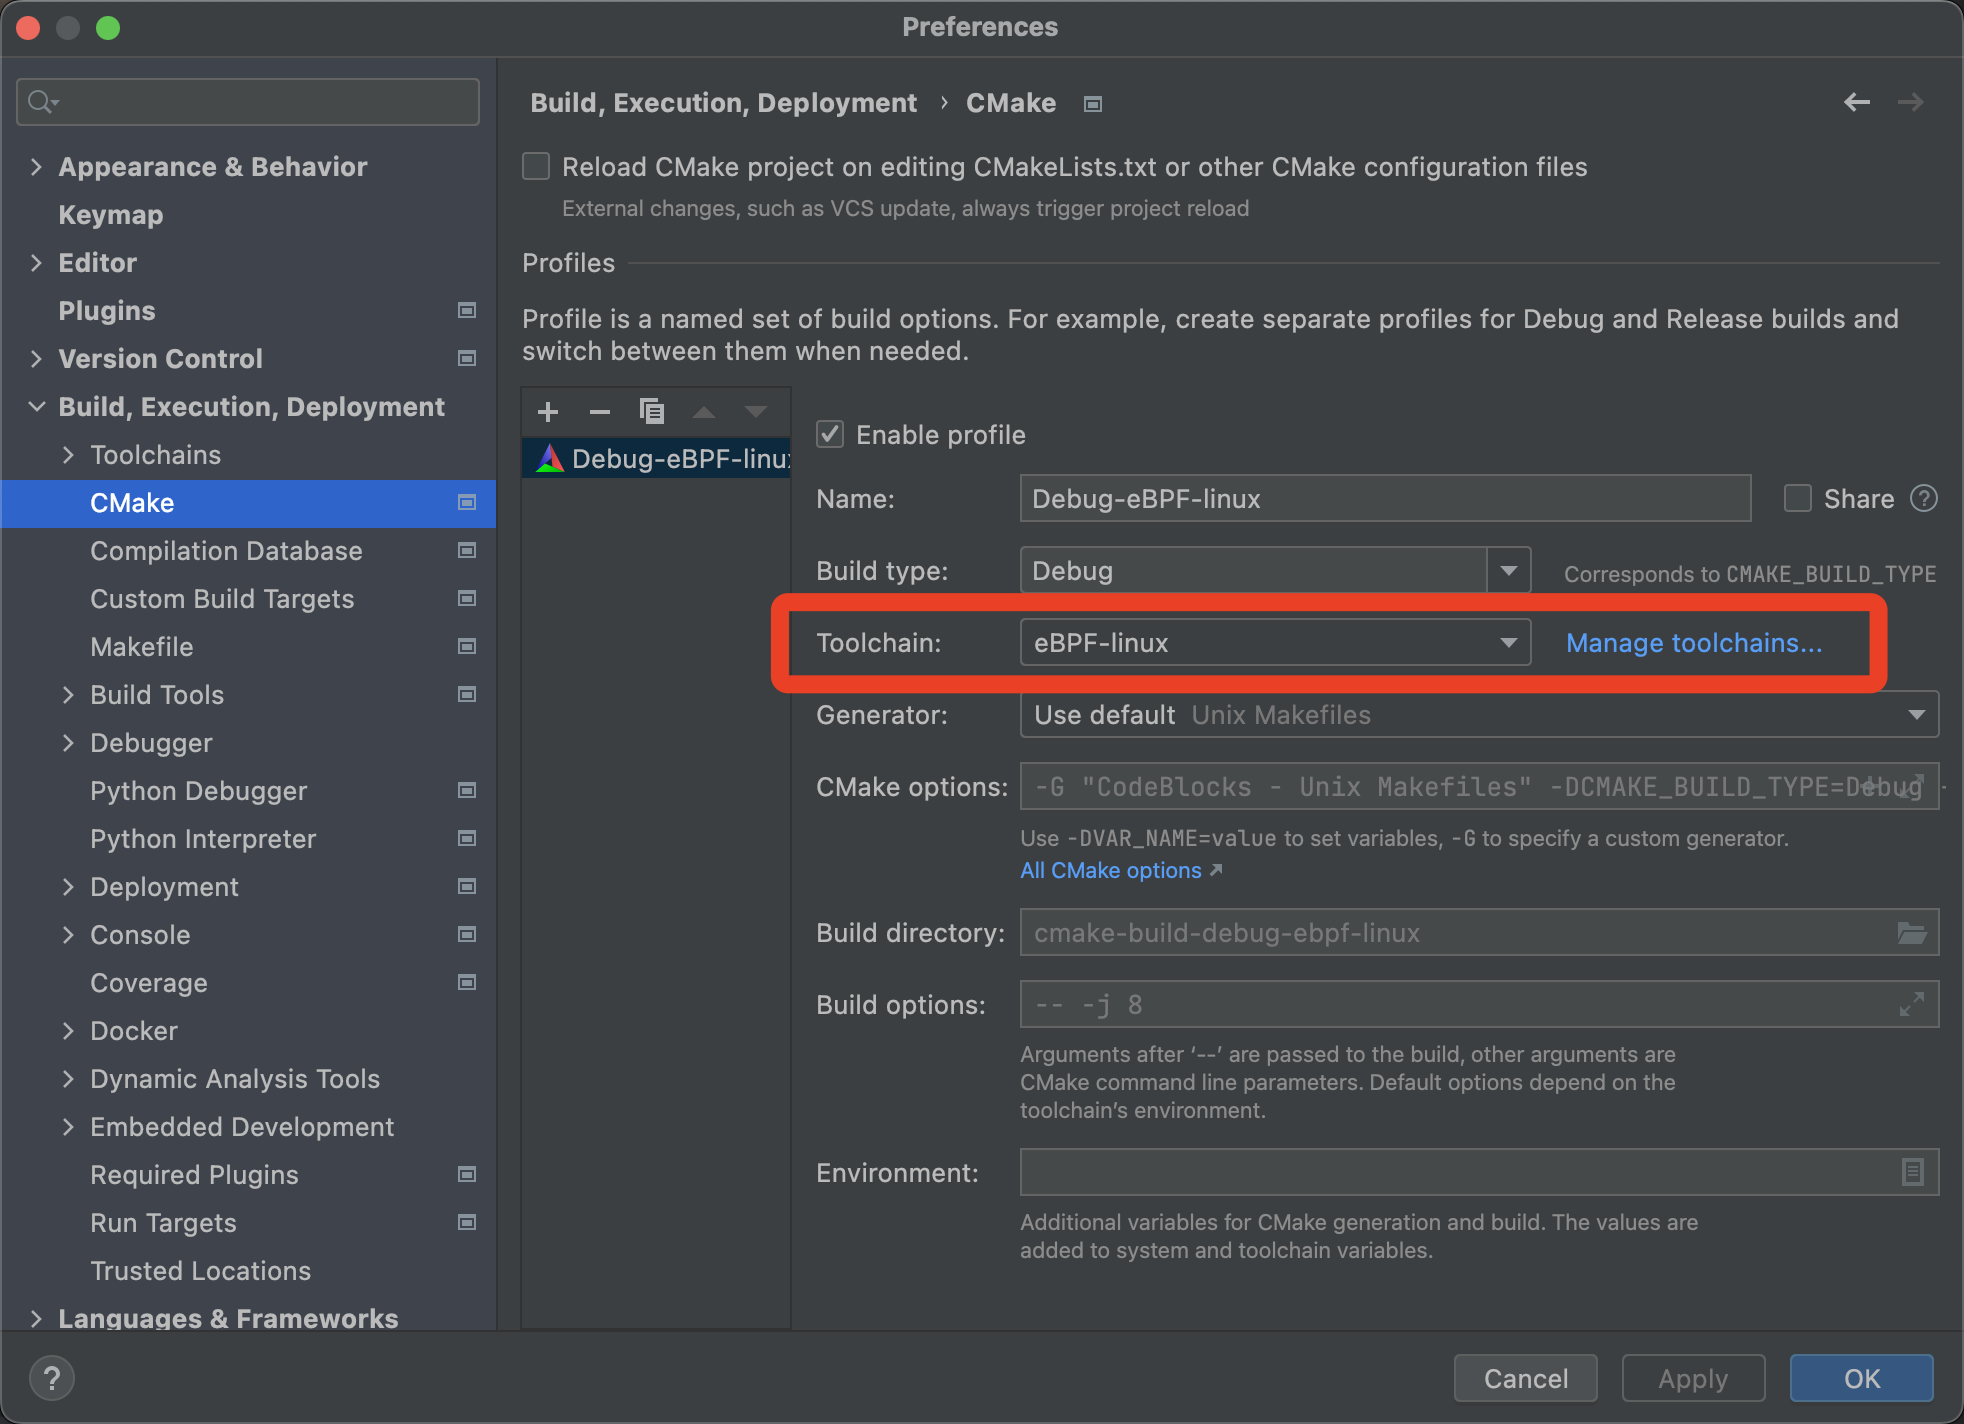 Preferences
Appearance & Behavior
Keymap
Editor
Plugins
Version Control
Build, Execution, Deployment
Toolchains
CMake
Compilation Database
Custom Build Targets
Makefile
Build Tools
Debugger
Python Debugger
Python Interpreter
Deployment
Console
Coverage
Docker
Dynamic Analysis Tools
Embedded Development
Required Plugins
Run Targets
Trusted Locations
Languages & Frameworks
Build, Execution, Deployment › CMake
Reload CMake project on editing CMakeLists.txt or other CMake configuration files
External changes, such as VCS update, always trigger project reload
Profiles
Profile is a named set of build options. For example, create separate profiles for Debug and Release builds and
switch between them when needed.
Debug-eBPF-linux
Enable profile
Name: Debug-eBPF-linux Share ?
Build type: Debug Corresponds to CMAKE_BUILD_TYPE
Toolchain: eBPF-linux Manage toolchains...
Generator: Use default Unix Makefiles
CMake options: -G "CodeBlocks - Unix Makefiles" -DCMAKE_BUILD_TYPE=Debug -
Use -DVAR_NAME=value to set variables, -G to specify a custom generator.
All CMake options ↗
Build directory: cmake-build-debug-ebpf-linux
Build options: -- -j 8
Arguments after ‘--’ are passed to the build, other arguments are
CMake command line parameters. Default options depend on the
toolchain’s environment.
Environment:
Additional variables for CMake generation and build. The values are
added to system and toolchain variables.
? Cancel Apply OK